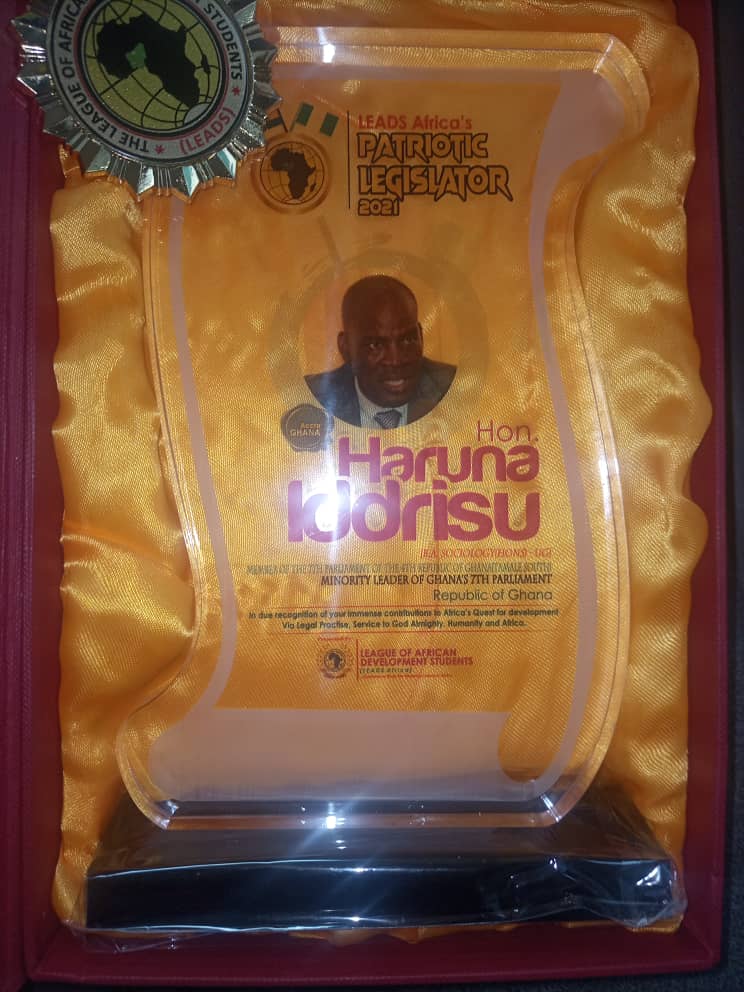 THE LEAGUE OF AFRICA
STUDENTS
(LEADS)
LEADS Africa's
PATRIOTIC
LEGISLATOR
2021
Accra
GHANA
Hon.
Haruna
Iddrisu
(B.A. SOCIOLOGY(HONS) - UG)
MEMBER OF THE 7TH PARLIAMENT OF THE 4TH REPUBLIC OF GHANA(TAMALE SOUTH)
MINORITY LEADER OF GHANA'S 7TH PARLIAMENT
Republic of Ghana
In due recognition of your immense contributions to Africa's Quest for development
Via Legal Practise, Service to God Almighty, Humanity and Africa.
LEAGUE OF AFRICAN
DEVELOPMENT STUDENTS
(LEADS Africa)